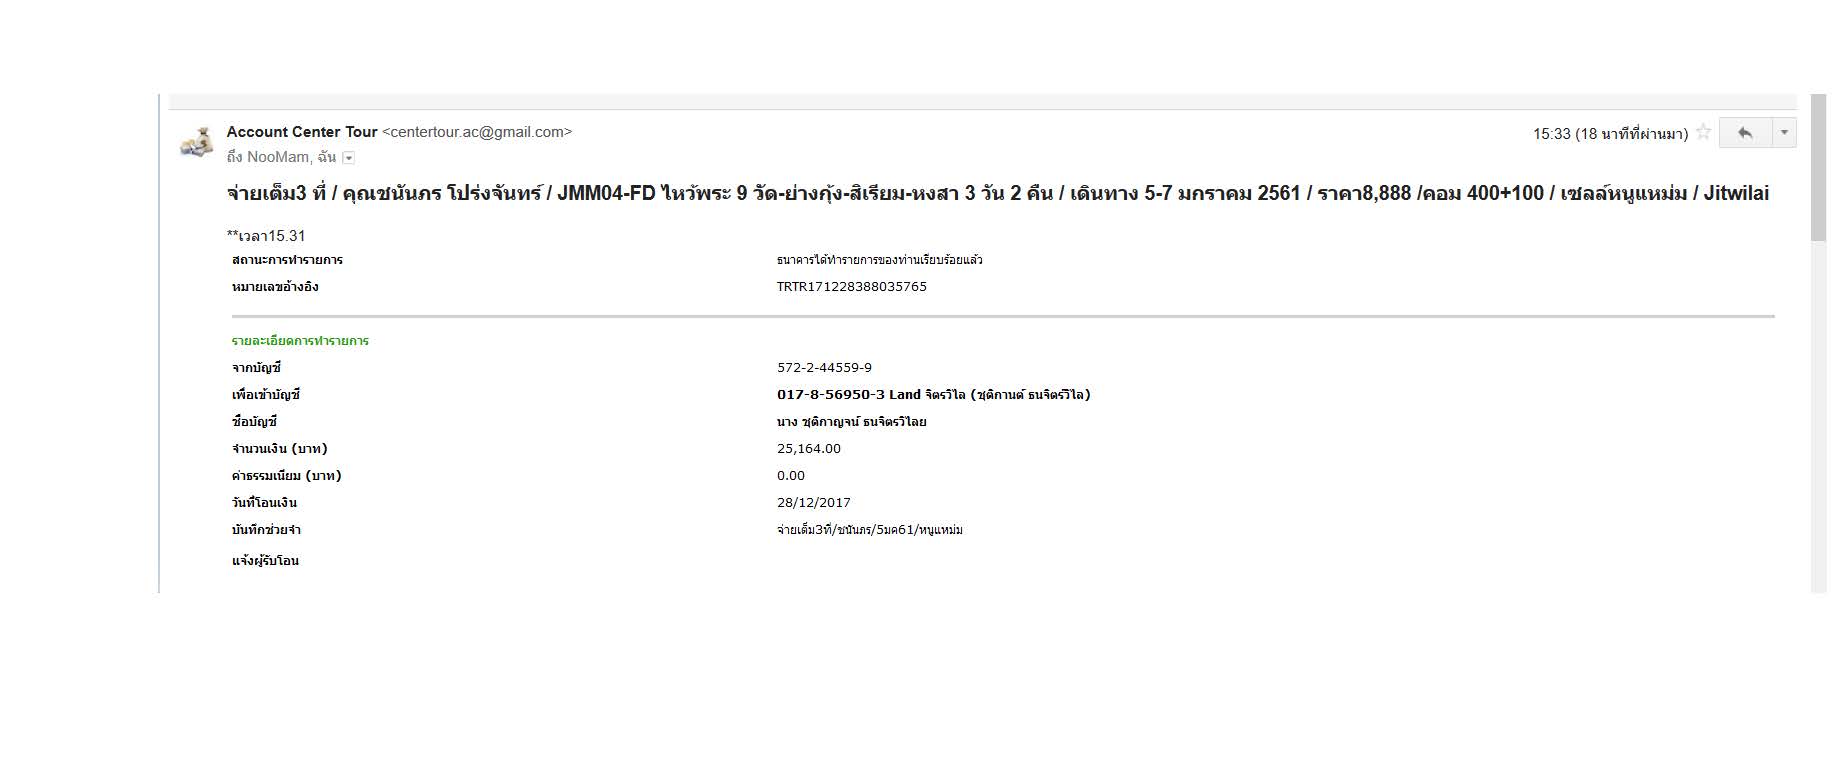 Account Center Tour <centertour.ac@gmail.com>
15:33 (18 นาทีที่ผ่านมา)
ถึง NooMam, ฉัน
จ่ายเต็ม3 ที่ / คุณชนันภร โปร่งจันทร์ / JMM04-FD ไหว้พระ 9 วัด-ย่างกุ้ง-สิเรียม-หงสา 3 วัน 2 คืน / เดินทาง 5-7 มกราคม 2561 / ราคา8,888 /คอม 400+100 / เซลล์หนูแหม่ม / Jitwilai
**เวลา15.31
สถานะการทำรายการ ธนาคารได้ทำรายการของท่านเรียบร้อยแล้ว
หมายเลขอ้างอิง TRTR171228388035765
รายละเอียดการทำรายการ
จากบัญชี 572-2-44559-9
เพื่อเข้าบัญชี 017-8-56950-3 Land จิตรวิไล (ชุติกานต์ ธนจิตร์วิไล)
ชื่อบัญชี นาง ชุติกาญจน์ ธนจิตรวิไลย
จำนวนเงิน (บาท) 25,164.00
ค่าธรรมเนียม (บาท) 0.00
วันที่โอนเงิน 28/12/2017
บันทึกช่วยจำ จ่ายเต็ม3ที่/ชนันภร/5มค61/หนูแหม่ม
แจ้งผู้รับโอน